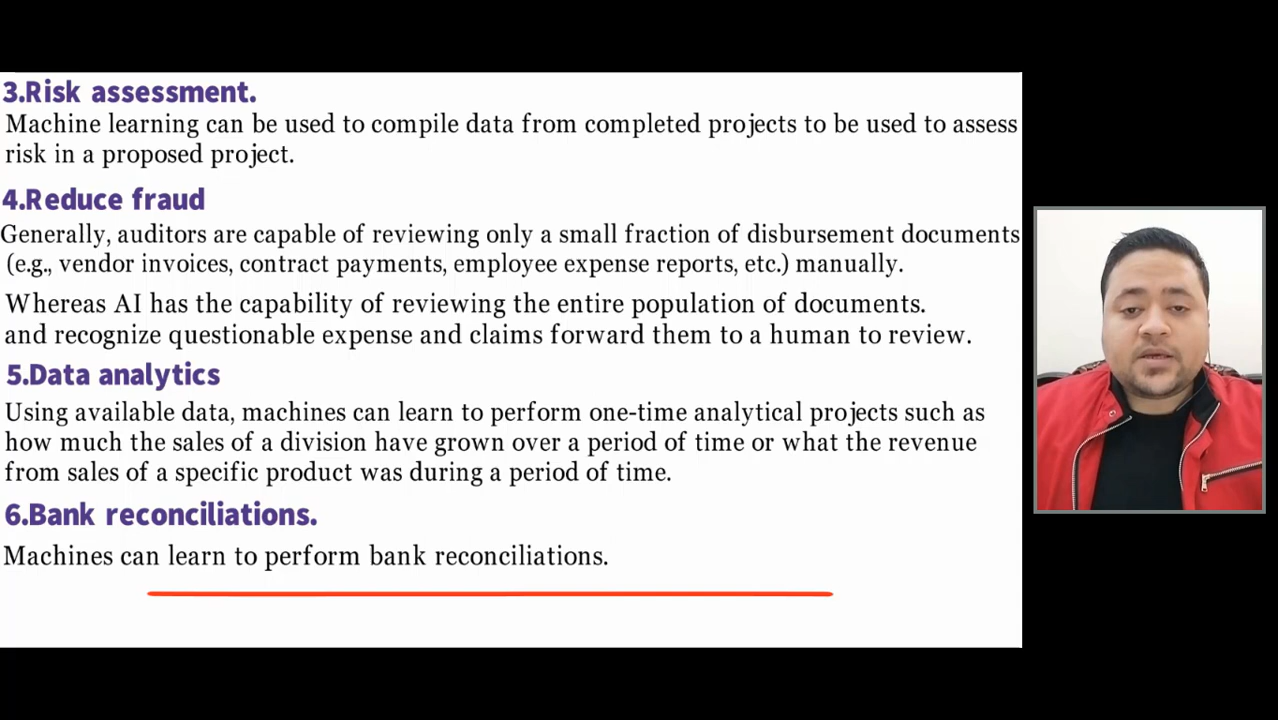 3.Risk assessment.
Machine learning can be used to compile data from completed projects to be used to assess
risk in a proposed project.
4.Reduce fraud
Generally, auditors are capable of reviewing only a small fraction of disbursement documents
(e.g., vendor invoices, contract payments, employee expense reports, etc.) manually.
Whereas AI has the capability of reviewing the entire population of documents.
and recognize questionable expense and claims forward them to a human to review.
5.Data analytics
Using available data, machines can learn to perform one-time analytical projects such as
how much the sales of a division have grown over a period of time or what the revenue
from sales of a specific product was during a period of time.
6.Bank reconciliations.
Machines can learn to perform bank reconciliations.